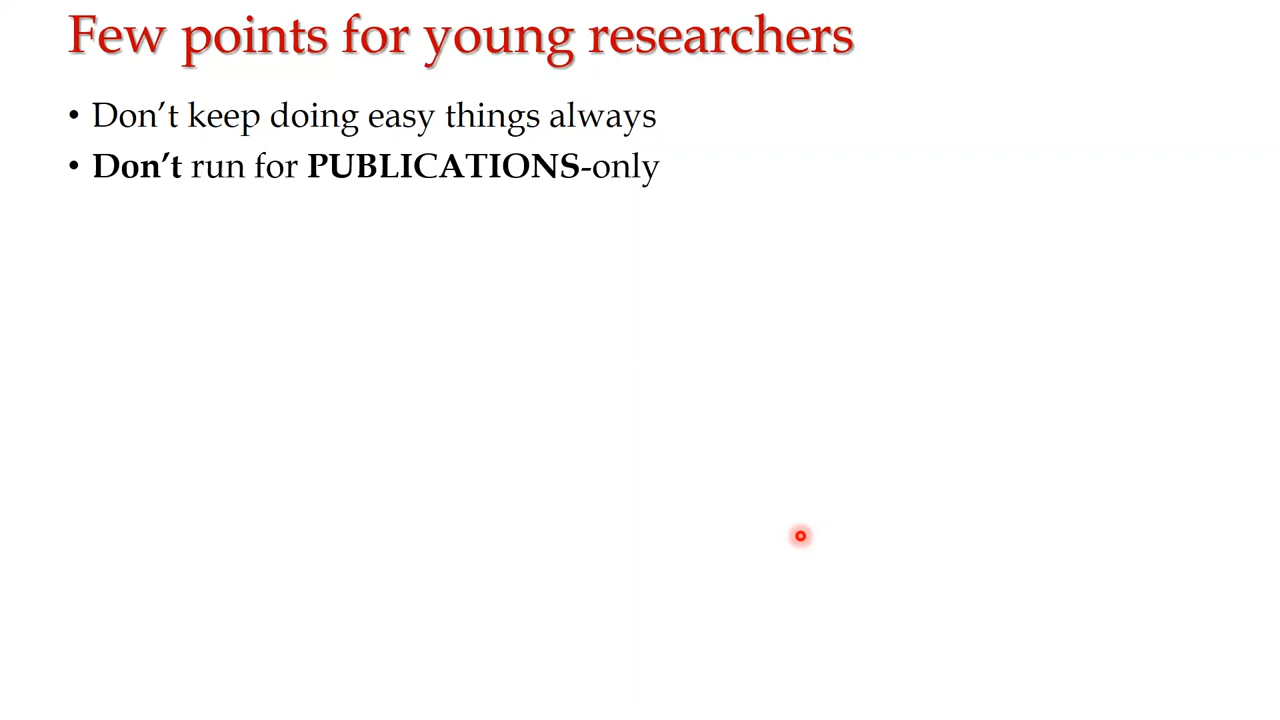 Few points for young researchers
• Don’t keep doing easy things always
• Don’t run for PUBLICATIONS-only